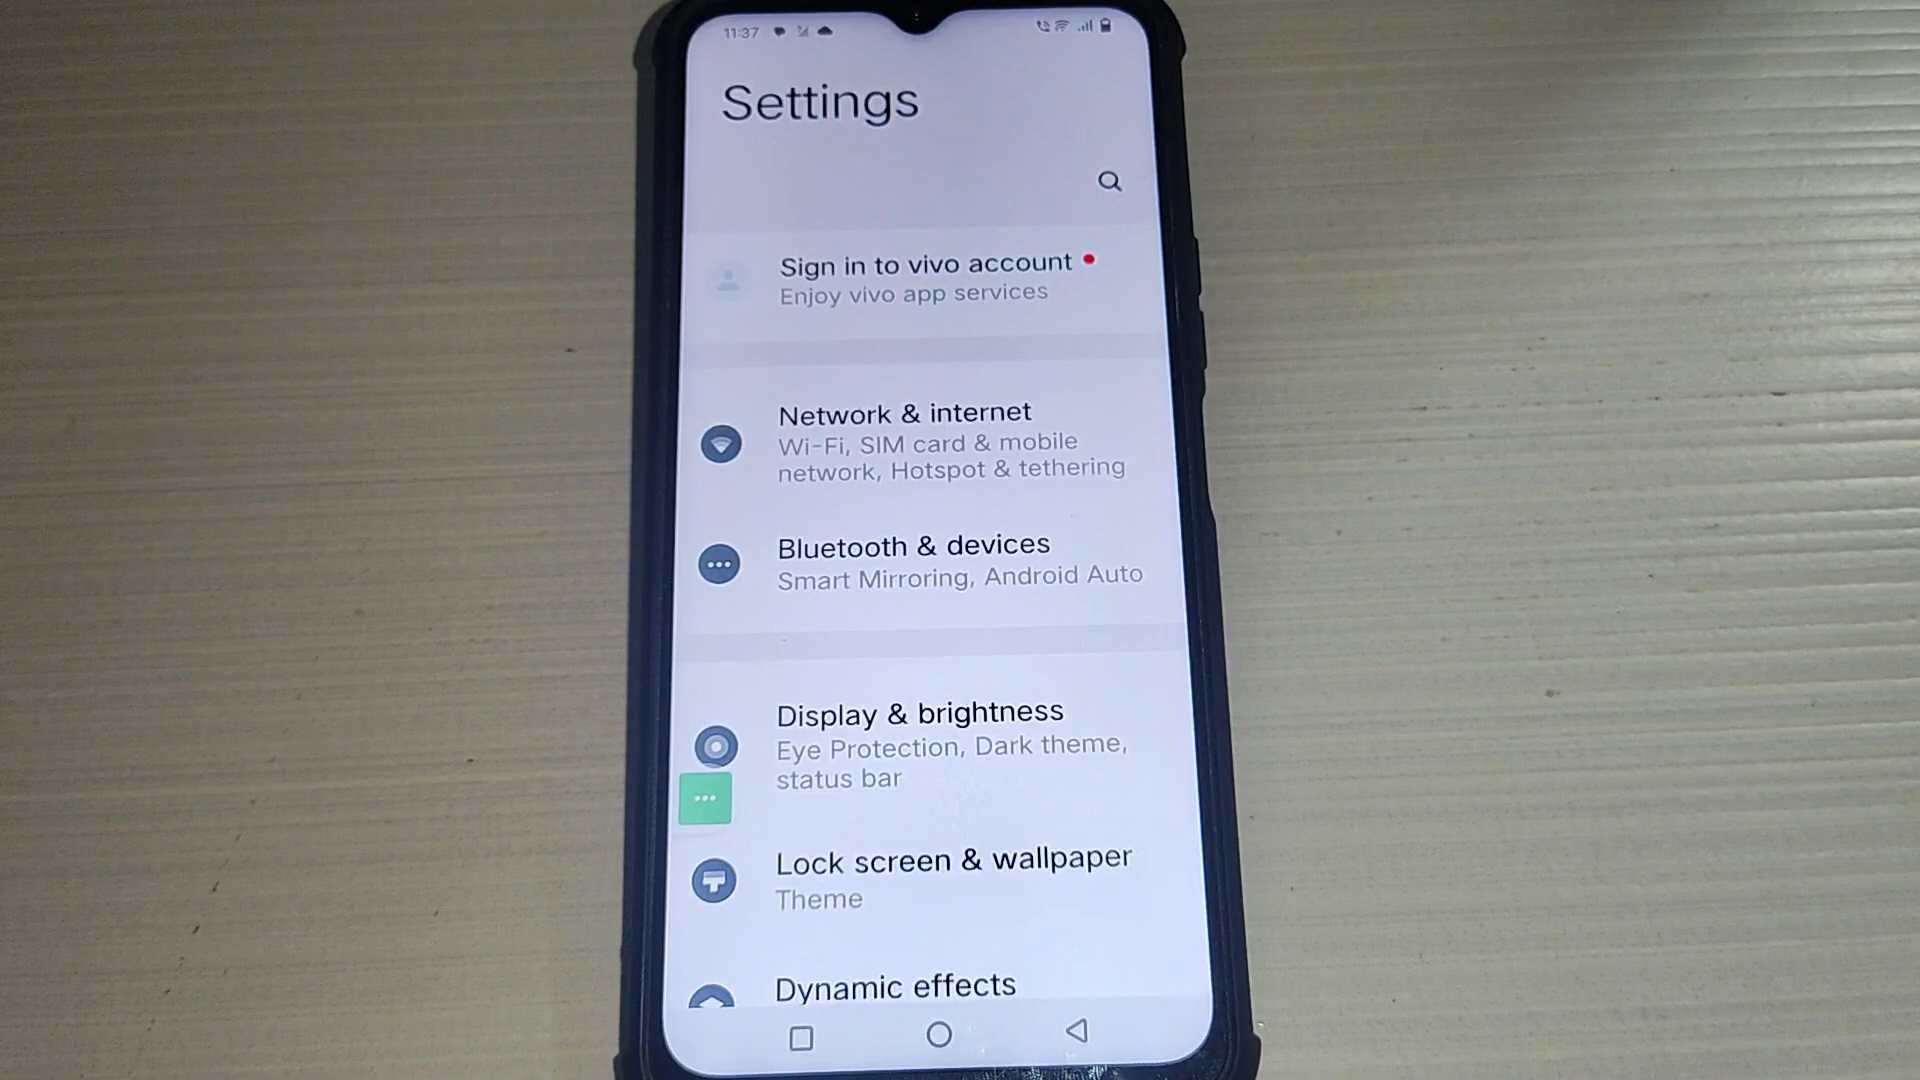 11:37
Settings
Sign in to vivo account
Enjoy vivo app services
Network & internet
Wi-Fi, SIM card & mobile
network, Hotspot & tethering
Bluetooth & devices
Smart Mirroring, Android Auto
Display & brightness
Eye Protection, Dark theme,
status bar
Lock screen & wallpaper
Theme
Dynamic effects